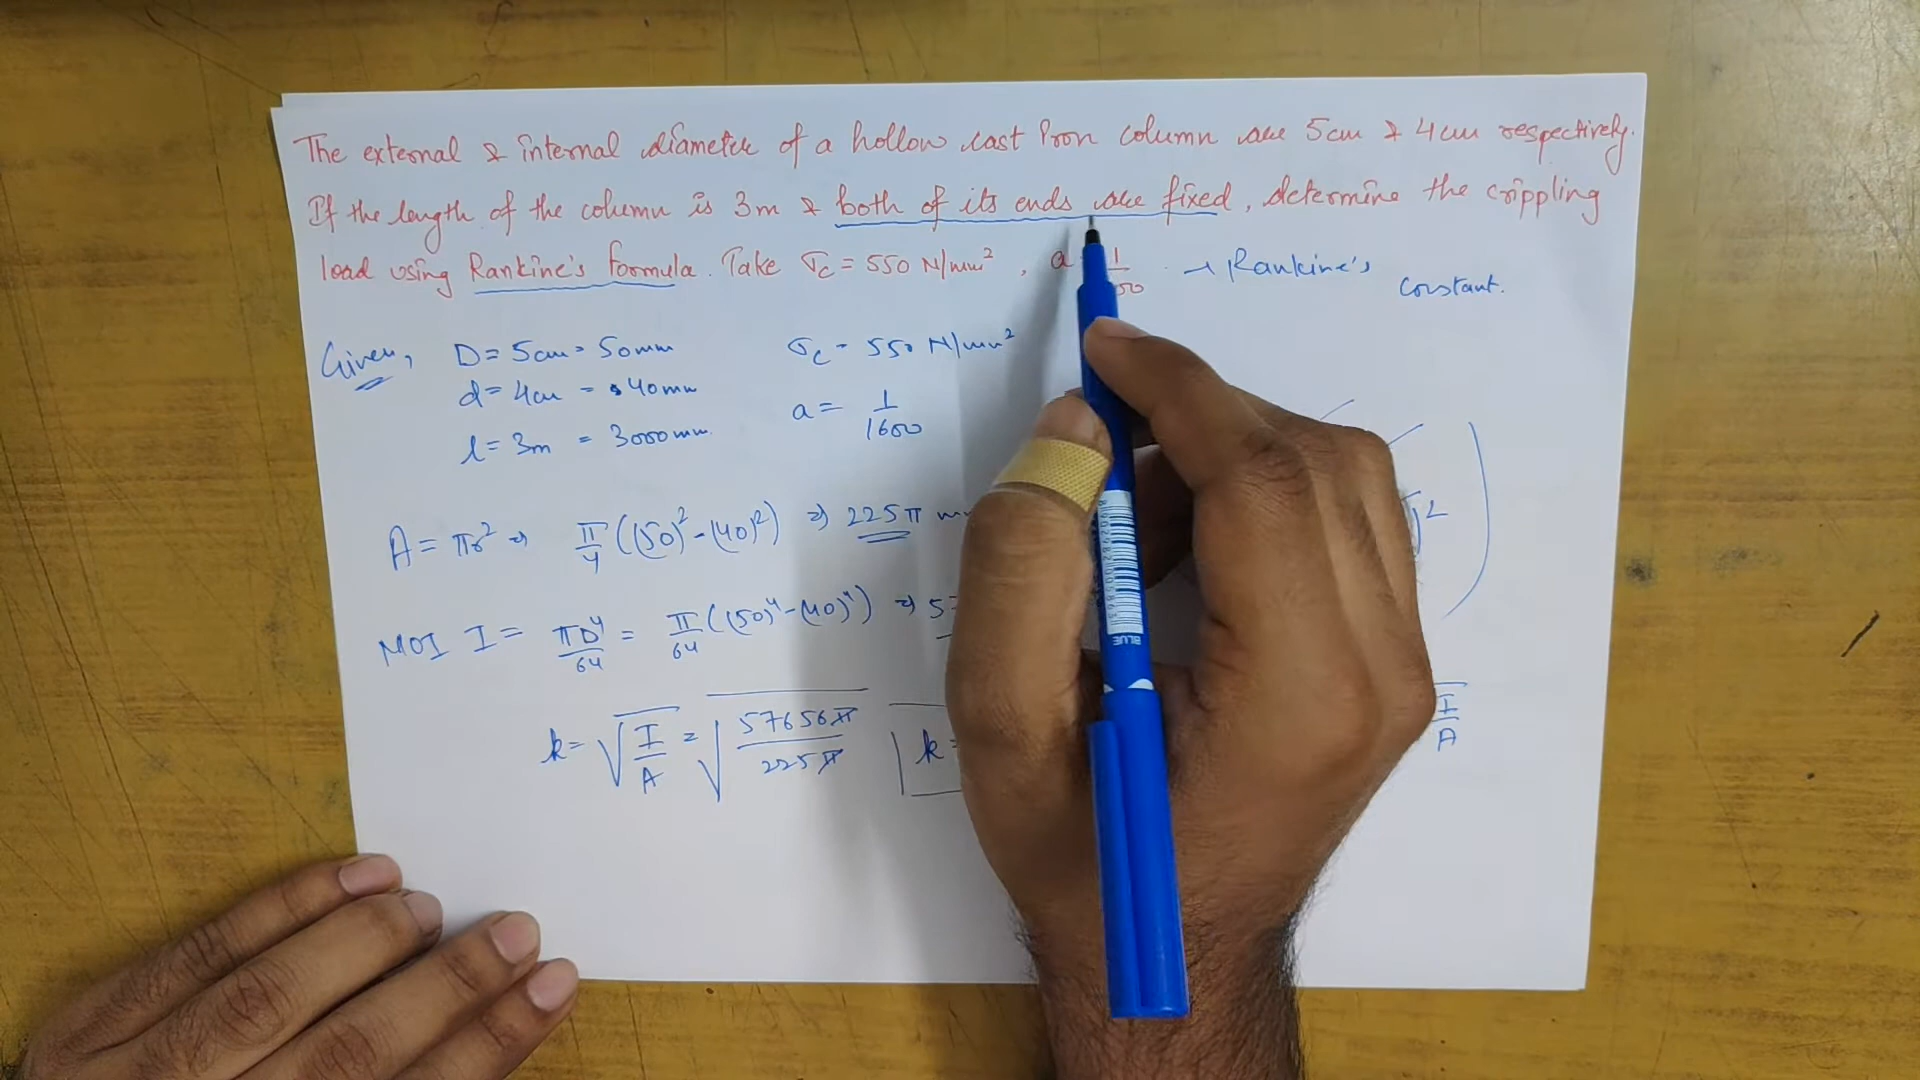 The external & internal diameter of a hollow cast Iron column are 5cm & 4cm respectively.
If the length of the column is 3m & both of its ends are fixed, determine the crippling
load using Rankine's formula. Take σc = 550 N/mm², a 1 → Rankine's
constant.
Given, D = 5cm = 50mm σc = 550 N/mm²
d = 4cm = 40mm a = 1/1600
l = 3m = 3000mm.
A = πr² ⇒ π/4 ((50)² - (40)²) ⇒ 225π
MOI I = πD⁴/64 = π/64 ((50)⁴ - (40)⁴) ⇒ 57
k = √(I/A) = √(57656π/225π) k = I/A
BLUE